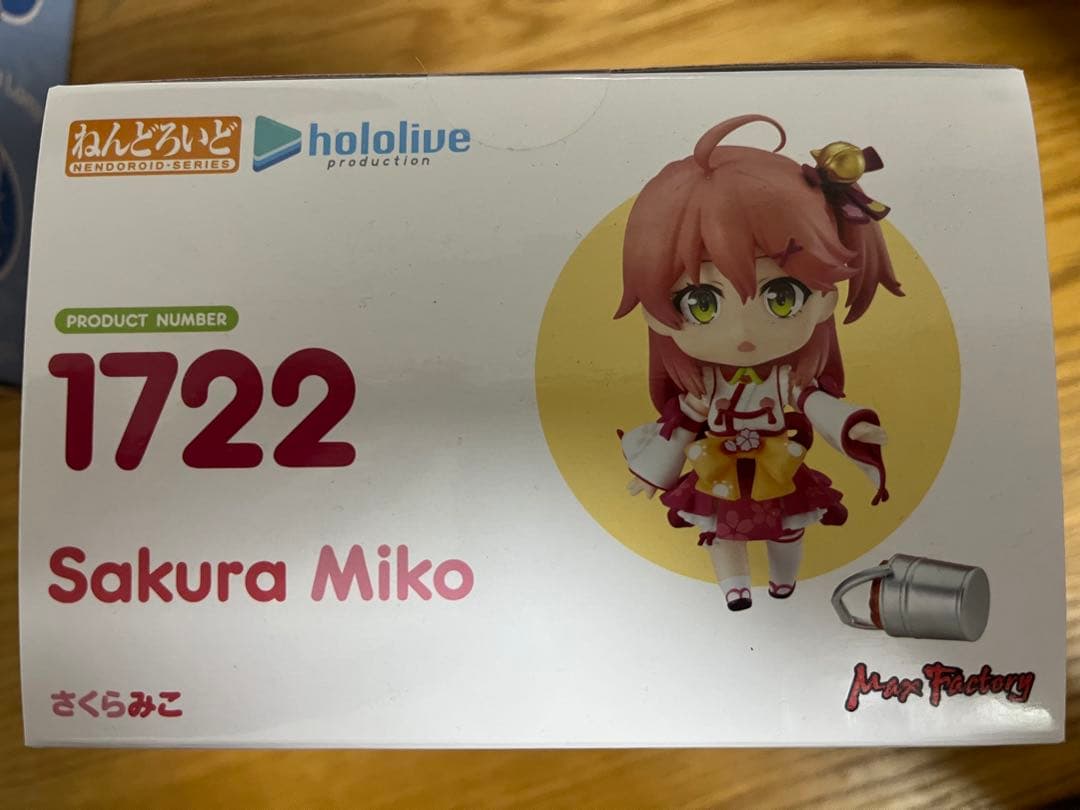 ねんどろいど
NENDOROID·SERIES
hololive
production
PRODUCT NUMBER
1722
Sakura Miko
さくらみこ
Max Factory